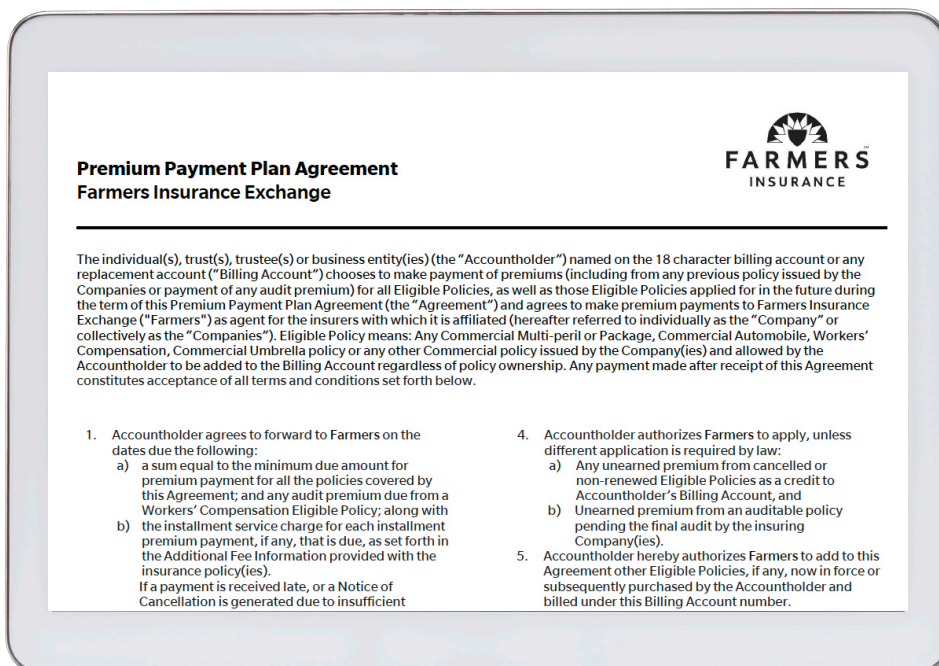 Premium Payment Plan Agreement
Farmers Insurance Exchange
FARMERS
INSURANCE
The individual(s), trust(s), trustee(s) or business entity(ies) (the “Accountholder”) named on the 18 character billing account or any
replacement account (“Billing Account”) chooses to make payment of premiums (including from any previous policy issued by the
Companies or payment of any audit premium) for all Eligible Policies, as well as those Eligible Policies applied for in the future during
the term of this Premium Payment Plan Agreement (the “Agreement”) and agrees to make premium payments to Farmers Insurance
Exchange ("Farmers") as agent for the insurers with which it is affiliated (hereafter referred to individually as the “Company” or
collectively as the “Companies”). Eligible Policy means: Any Commercial Multi-peril or Package, Commercial Automobile, Workers’
Compensation, Commercial Umbrella policy or any other Commercial policy issued by the Company(ies) and allowed by the
Accountholder to be added to the Billing Account regardless of policy ownership. Any payment made after receipt of this Agreement
constitutes acceptance of all terms and conditions set forth below.
1. Accountholder agrees to forward to Farmers on the
dates due the following:
a) a sum equal to the minimum due amount for
premium payment for all the policies covered by
this Agreement; and any audit premium due from a
Workers’ Compensation Eligible Policy; along with
b) the installment service charge for each installment
premium payment, if any, that is due, as set forth in
the Additional Fee Information provided with the
insurance policy(ies).
If a payment is received late, or a Notice of
Cancellation is generated due to insufficient
4. Accountholder authorizes Farmers to apply, unless
different application is required by law:
a) Any unearned premium from cancelled or
non-renewed Eligible Policies as a credit to
Accountholder’s Billing Account, and
b) Unearned premium from an auditable policy
pending the final audit by the insuring
Company(ies).
5. Accountholder hereby authorizes Farmers to add to this
Agreement other Eligible Policies, if any, now in force or
subsequently purchased by the Accountholder and
billed under this Billing Account number.